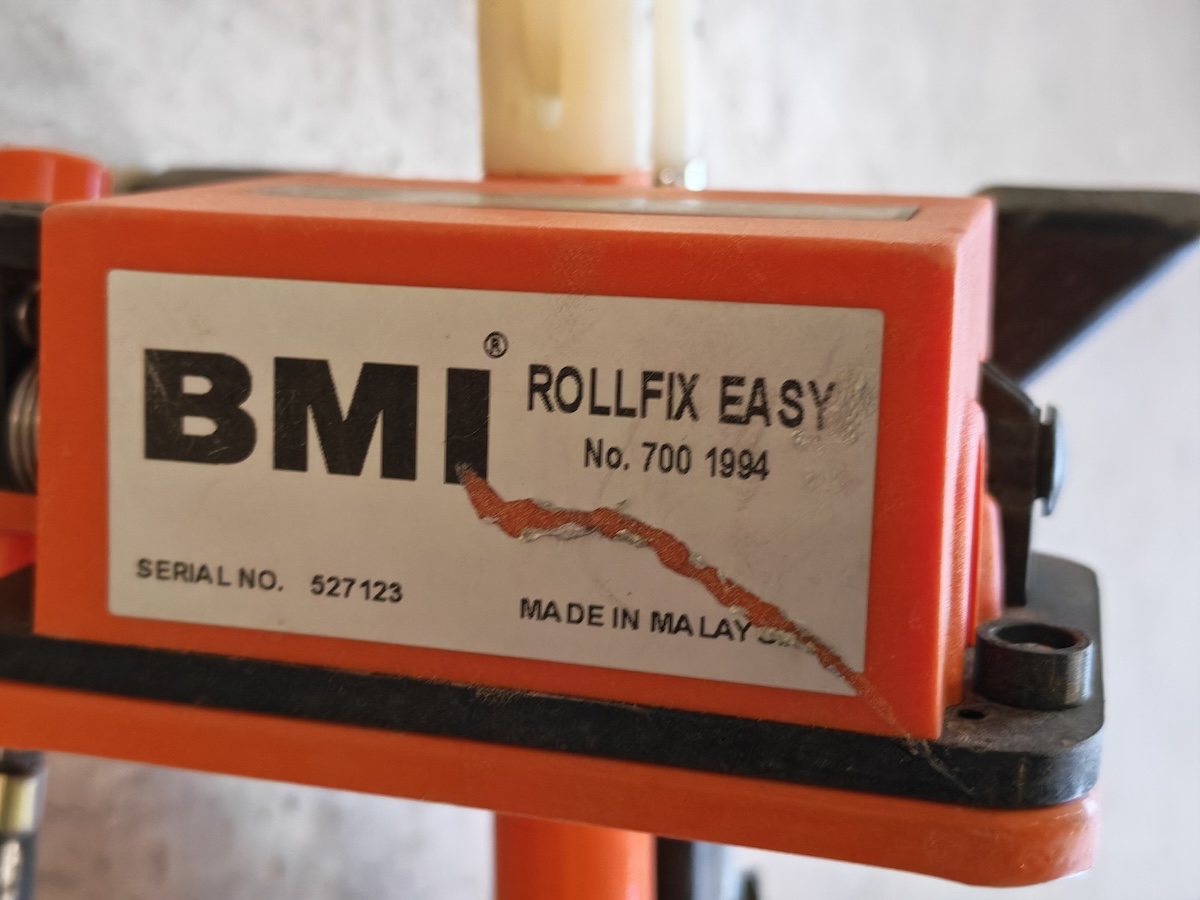 BMI®
ROLLFIX EASY
No. 700 1994
SERIAL NO. 527123
MADE IN